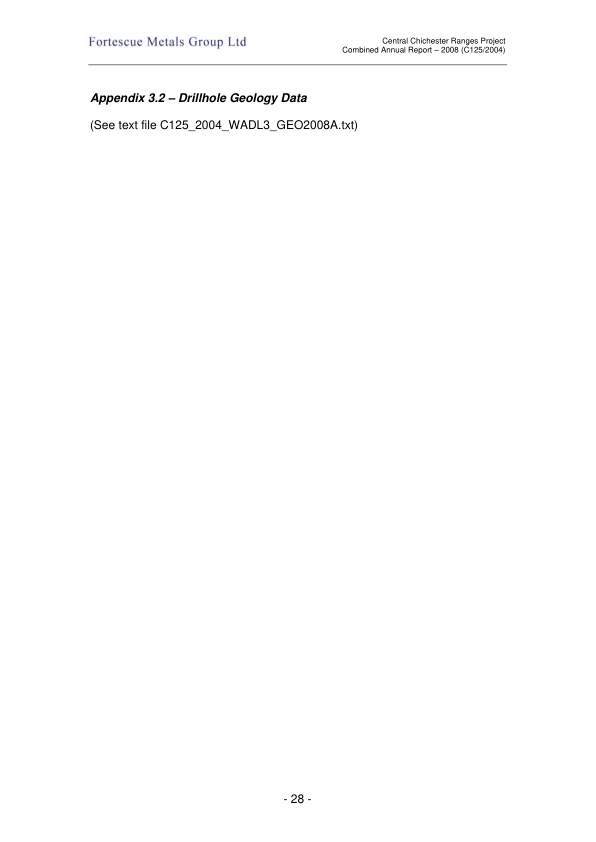 Fortescue Metals Group Ltd
Central Chichester Ranges Project
Combined Annual Report – 2008 (C125/2004)
Appendix 3.2 – Drillhole Geology Data
(See text file C125_2004_WADL3_GEO2008A.txt)
- 28 -